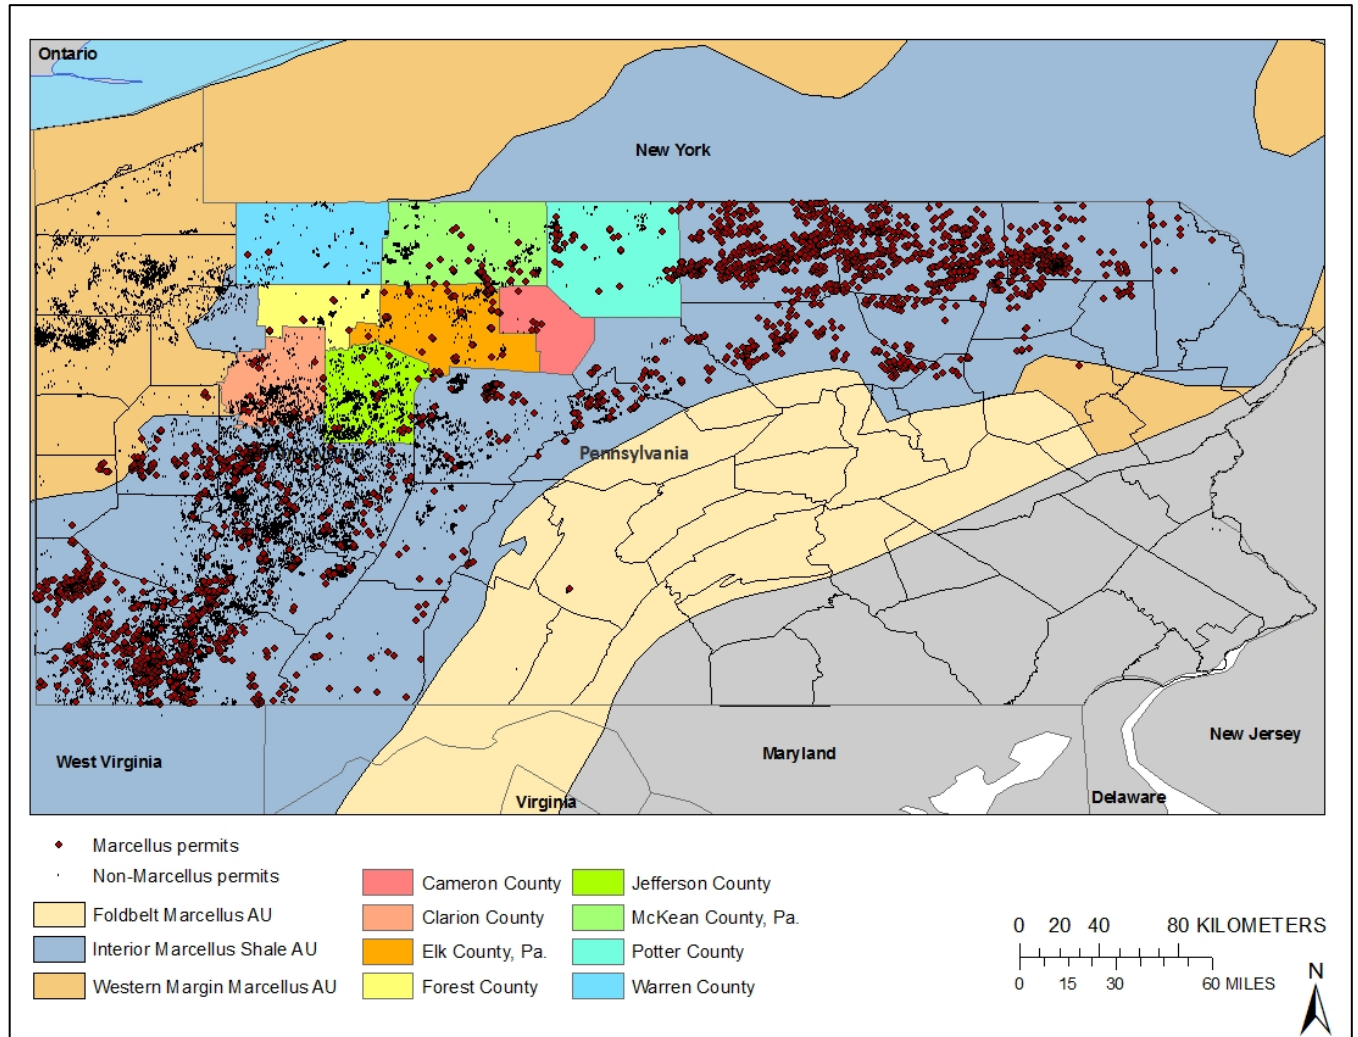 Ontario
New York
Pennsylvania
West Virginia
Maryland
New Jersey
Virginia
Delaware
Marcellus permits
Non-Marcellus permits
Foldbelt Marcellus AU
Interior Marcellus Shale AU
Western Margin Marcellus AU
Cameron County
Clarion County
Elk County, Pa.
Forest County
Jefferson County
McKean County, Pa.
Potter County
Warren County
0 20 40 80 KILOMETERS
0 15 30 60 MILES
N